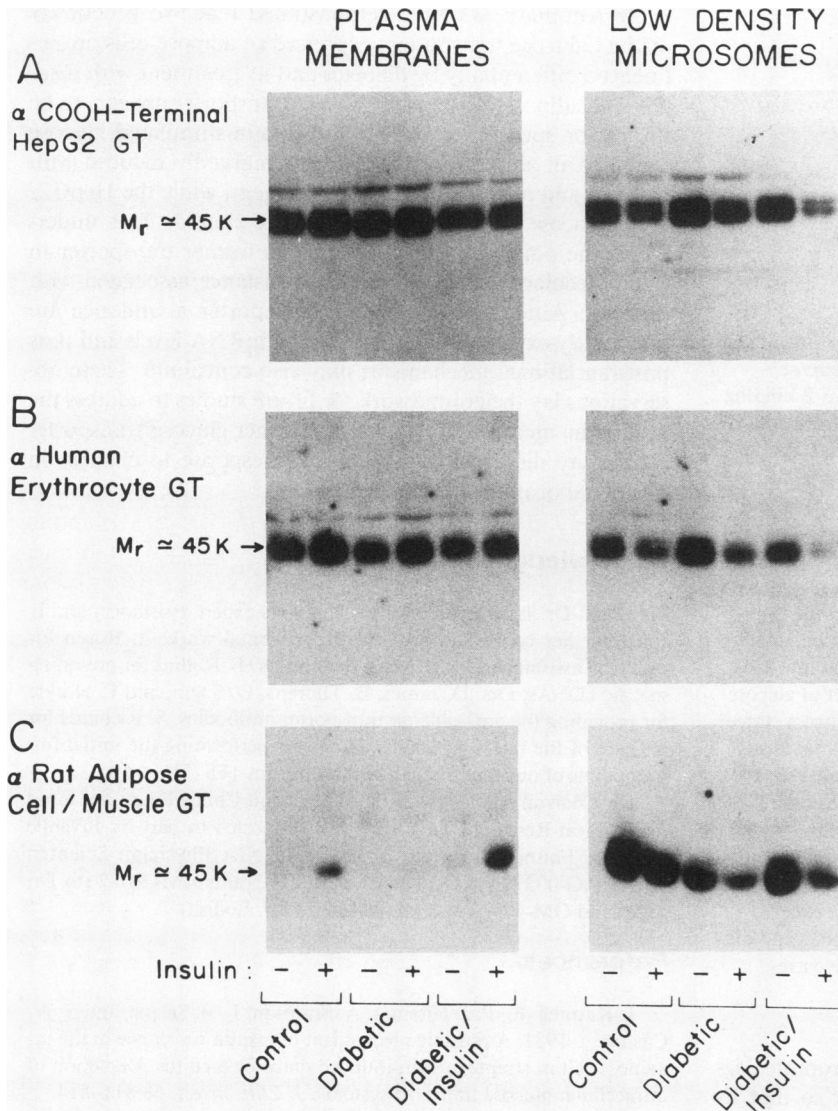 PLASMA
MEMBRANES
LOW DENSITY
MICROSOMES
A
α COOH-Terminal
HepG2 GT
Mr ≃ 45 K →
B
α Human
Erythrocyte GT
Mr ≃ 45 K →
C
α Rat Adipose
Cell / Muscle GT
Mr ≃ 45 K →
Insulin : − + − + − + − + − + − +
Control
Diabetic
Diabetic/
Insulin
Control
Diabetic
Diabetic/
Insulin